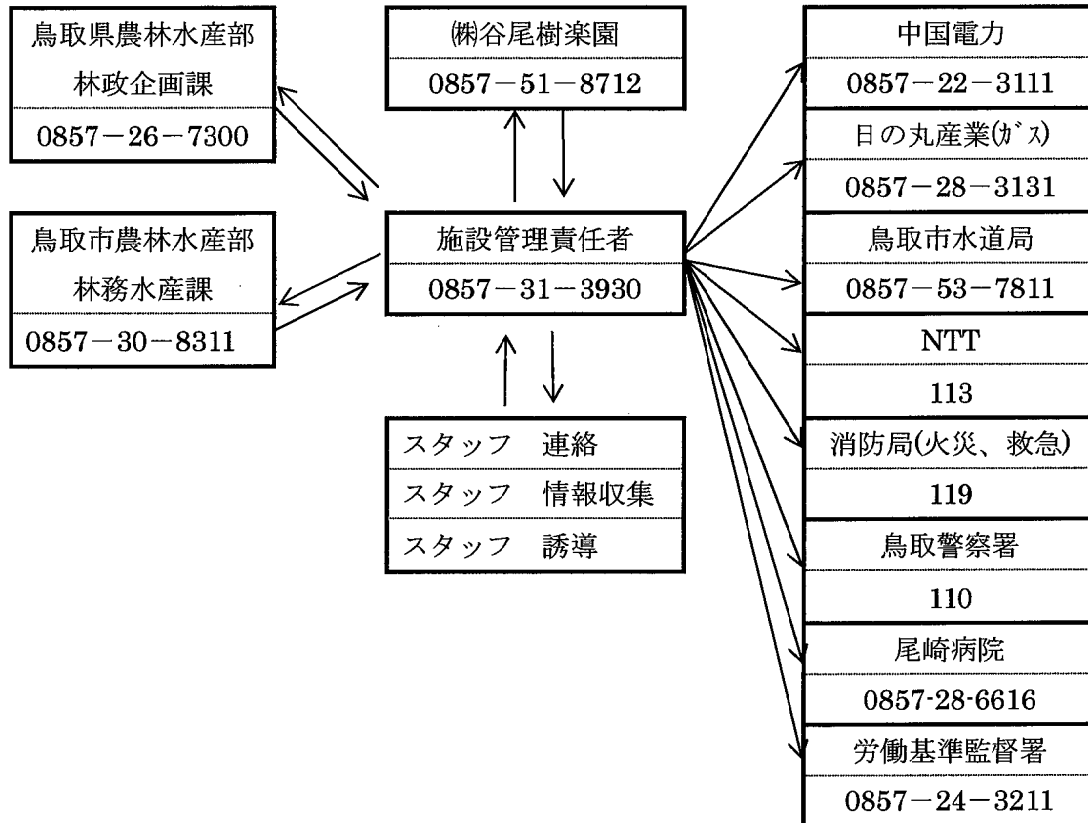 鳥取県農林水産部
林政企画課
0857－26－7300
㈱谷尾樹楽園
0857－51－8712
中国電力
0857－22－3111
日の丸産業(ｶﾞｽ)
0857－28－3131
鳥取市農林水産部
林務水産課
0857－30－8311
施設管理責任者
0857－31－3930
鳥取市水道局
0857－53－7811
NTT
113
スタッフ　連絡
スタッフ　情報収集
スタッフ　誘導
消防局(火災、救急)
119
鳥取警察署
110
尾崎病院
0857-28-6616
労働基準監督署
0857－24－3211